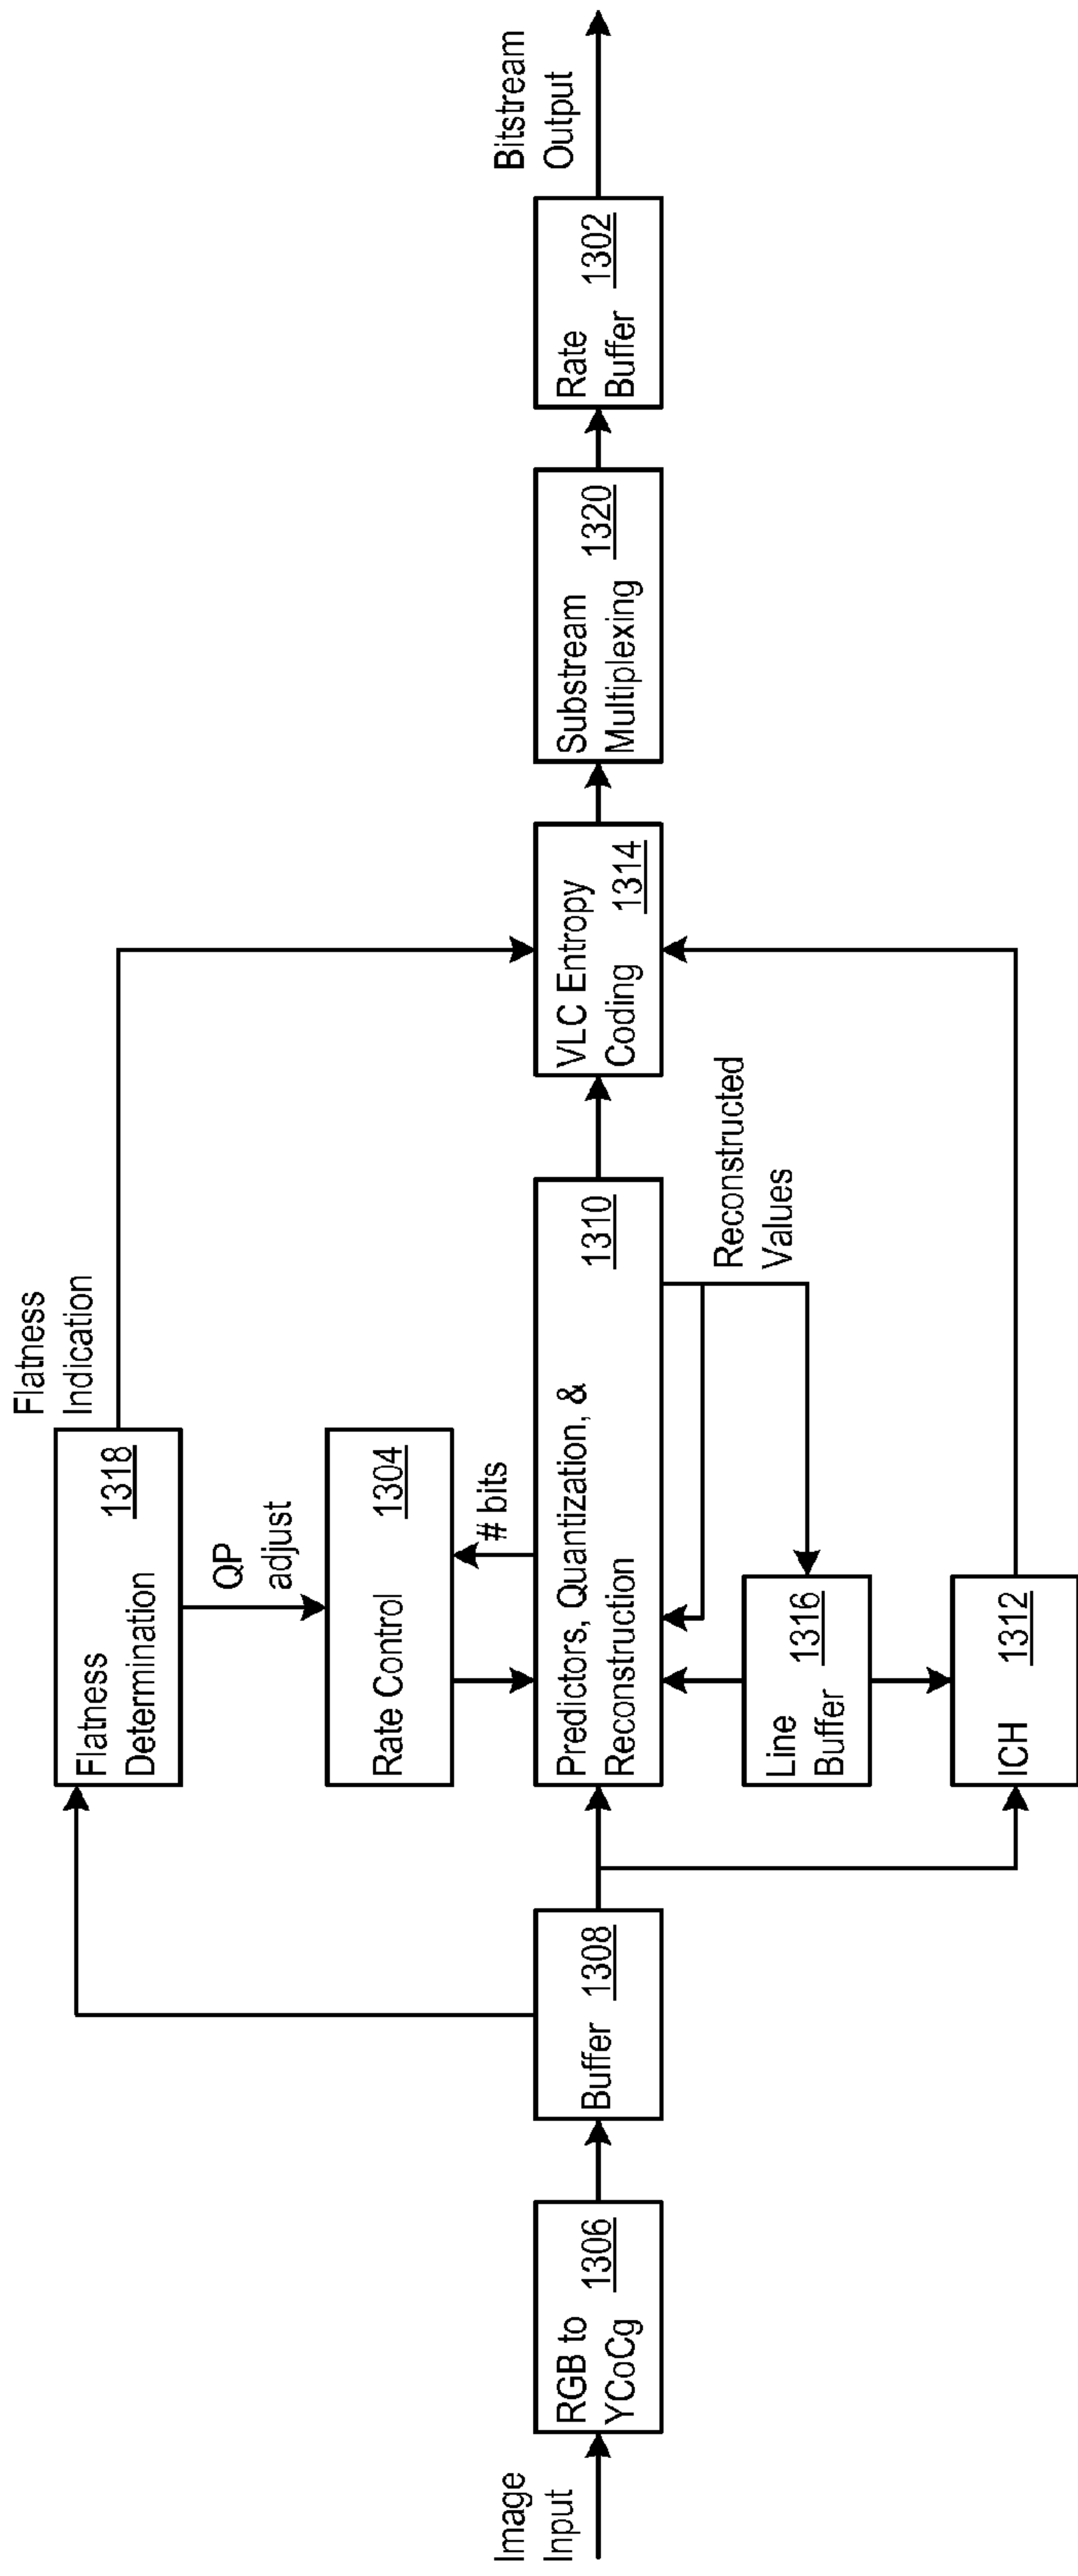 Flatness
Indication
Flatness
Determination
1318
QP
adjust
Rate Control
1304
# bits
Image
Input
RGB to
YCoCg
1306
Buffer
1308
Predictors, Quantization, &
Reconstruction
1310
VLC Entropy
Coding
1314
Substream
Multiplexing
1320
Rate
Buffer
1302
Bitstream
Output
Reconstructed
Values
Line
Buffer
1316
ICH
1312